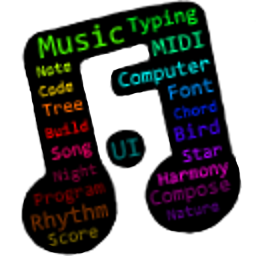 Music Typing
Note MIDI
Code Computer
Tree Font
Build Chord
Song UI Bird
Night Star
Program Harmony
Rhythm Compose
Score Nature